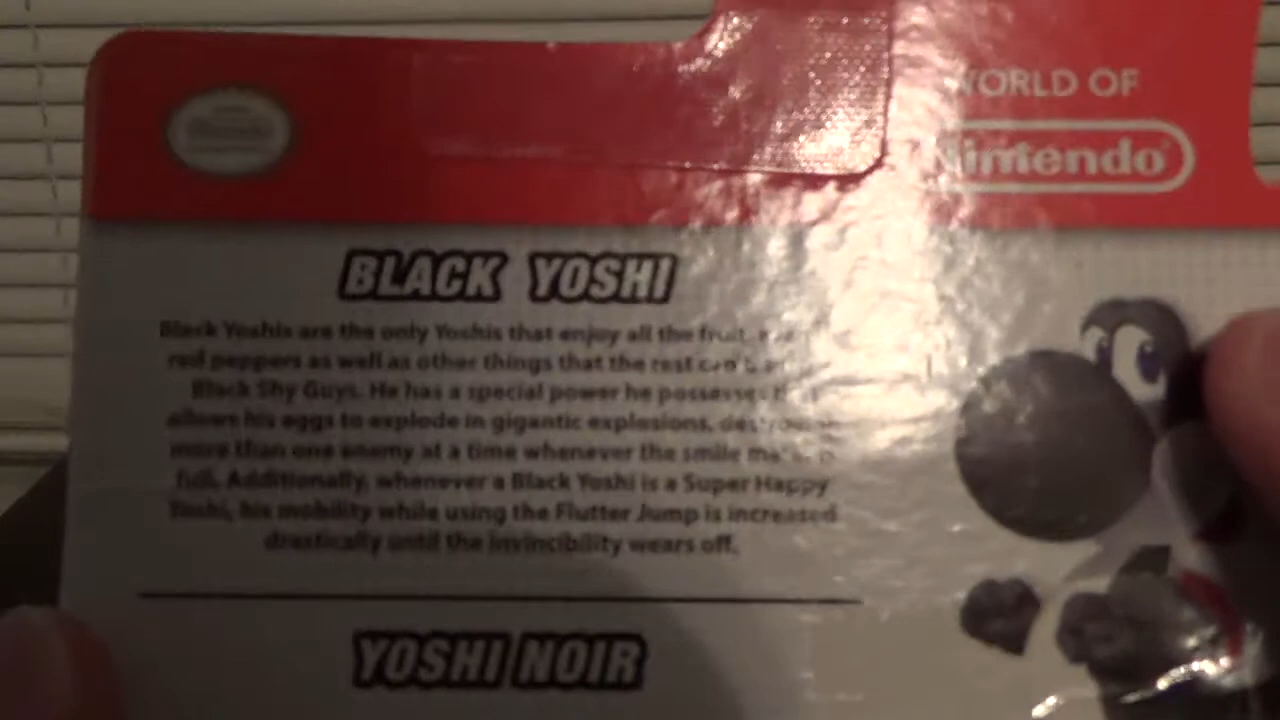 WORLD OF
Nintendo
BLACK YOSHI
Black Yoshis are the only Yoshis that enjoy all the fruit,
red peppers as well as other things that the rest can't
Black Shy Guys. He has a special power he possesses
allows his eggs to explode in gigantic explosions,
more than one enemy at a time whenever the smile
full. Additionally, whenever a Black Yoshi is a Super Happy
Yoshi, his mobility while using the Flutter Jump is increased
drastically until the invincibility wears off.
YOSHI NOIR